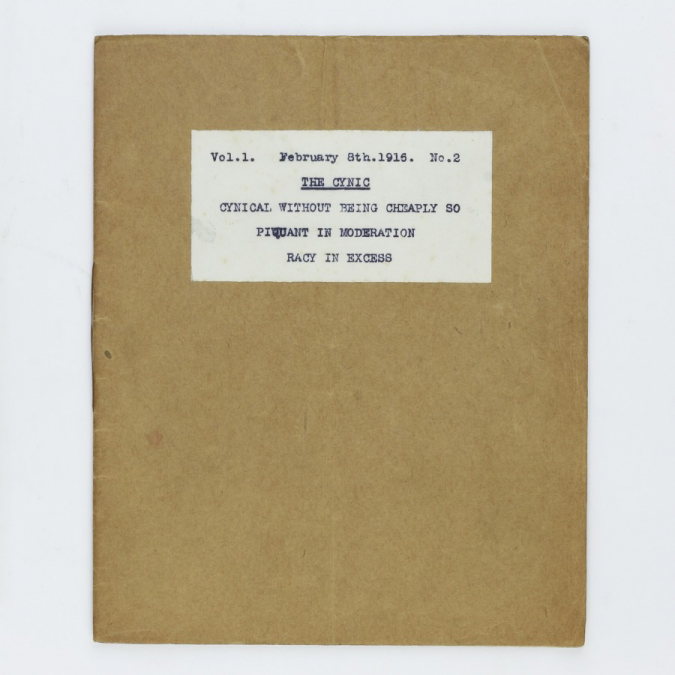 Vol.1. February 8th.1916. No.2
THE CYNIC
CYNICAL WITHOUT BEING CHEAPLY SO
PIQUANT IN MODERATION
RACY IN EXCESS